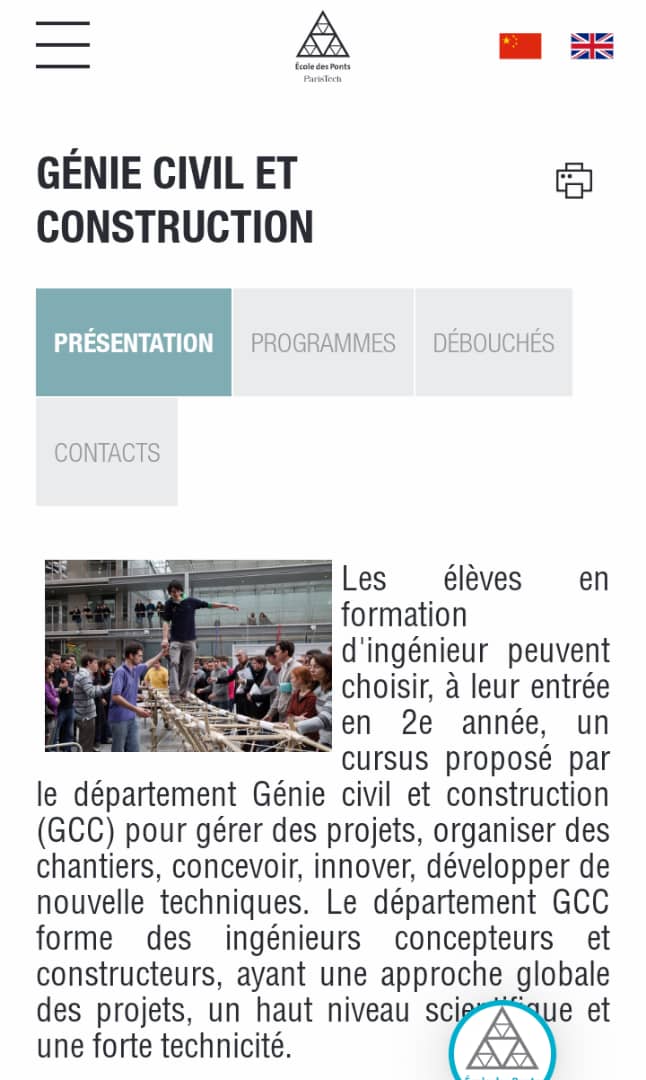 École des Ponts
ParisTech
GÉNIE CIVIL ET
CONSTRUCTION
PRÉSENTATION
PROGRAMMES
DÉBOUCHÉS
CONTACTS
Les élèves en
formation
d'ingénieur peuvent
choisir, à leur entrée
en 2e année, un
cursus proposé par
le département Génie civil et construction
(GCC) pour gérer des projets, organiser des
chantiers, concevoir, innover, développer de
nouvelle techniques. Le département GCC
forme des ingénieurs concepteurs et
constructeurs, ayant une approche globale
des projets, un haut niveau scientifique et
une forte technicité.